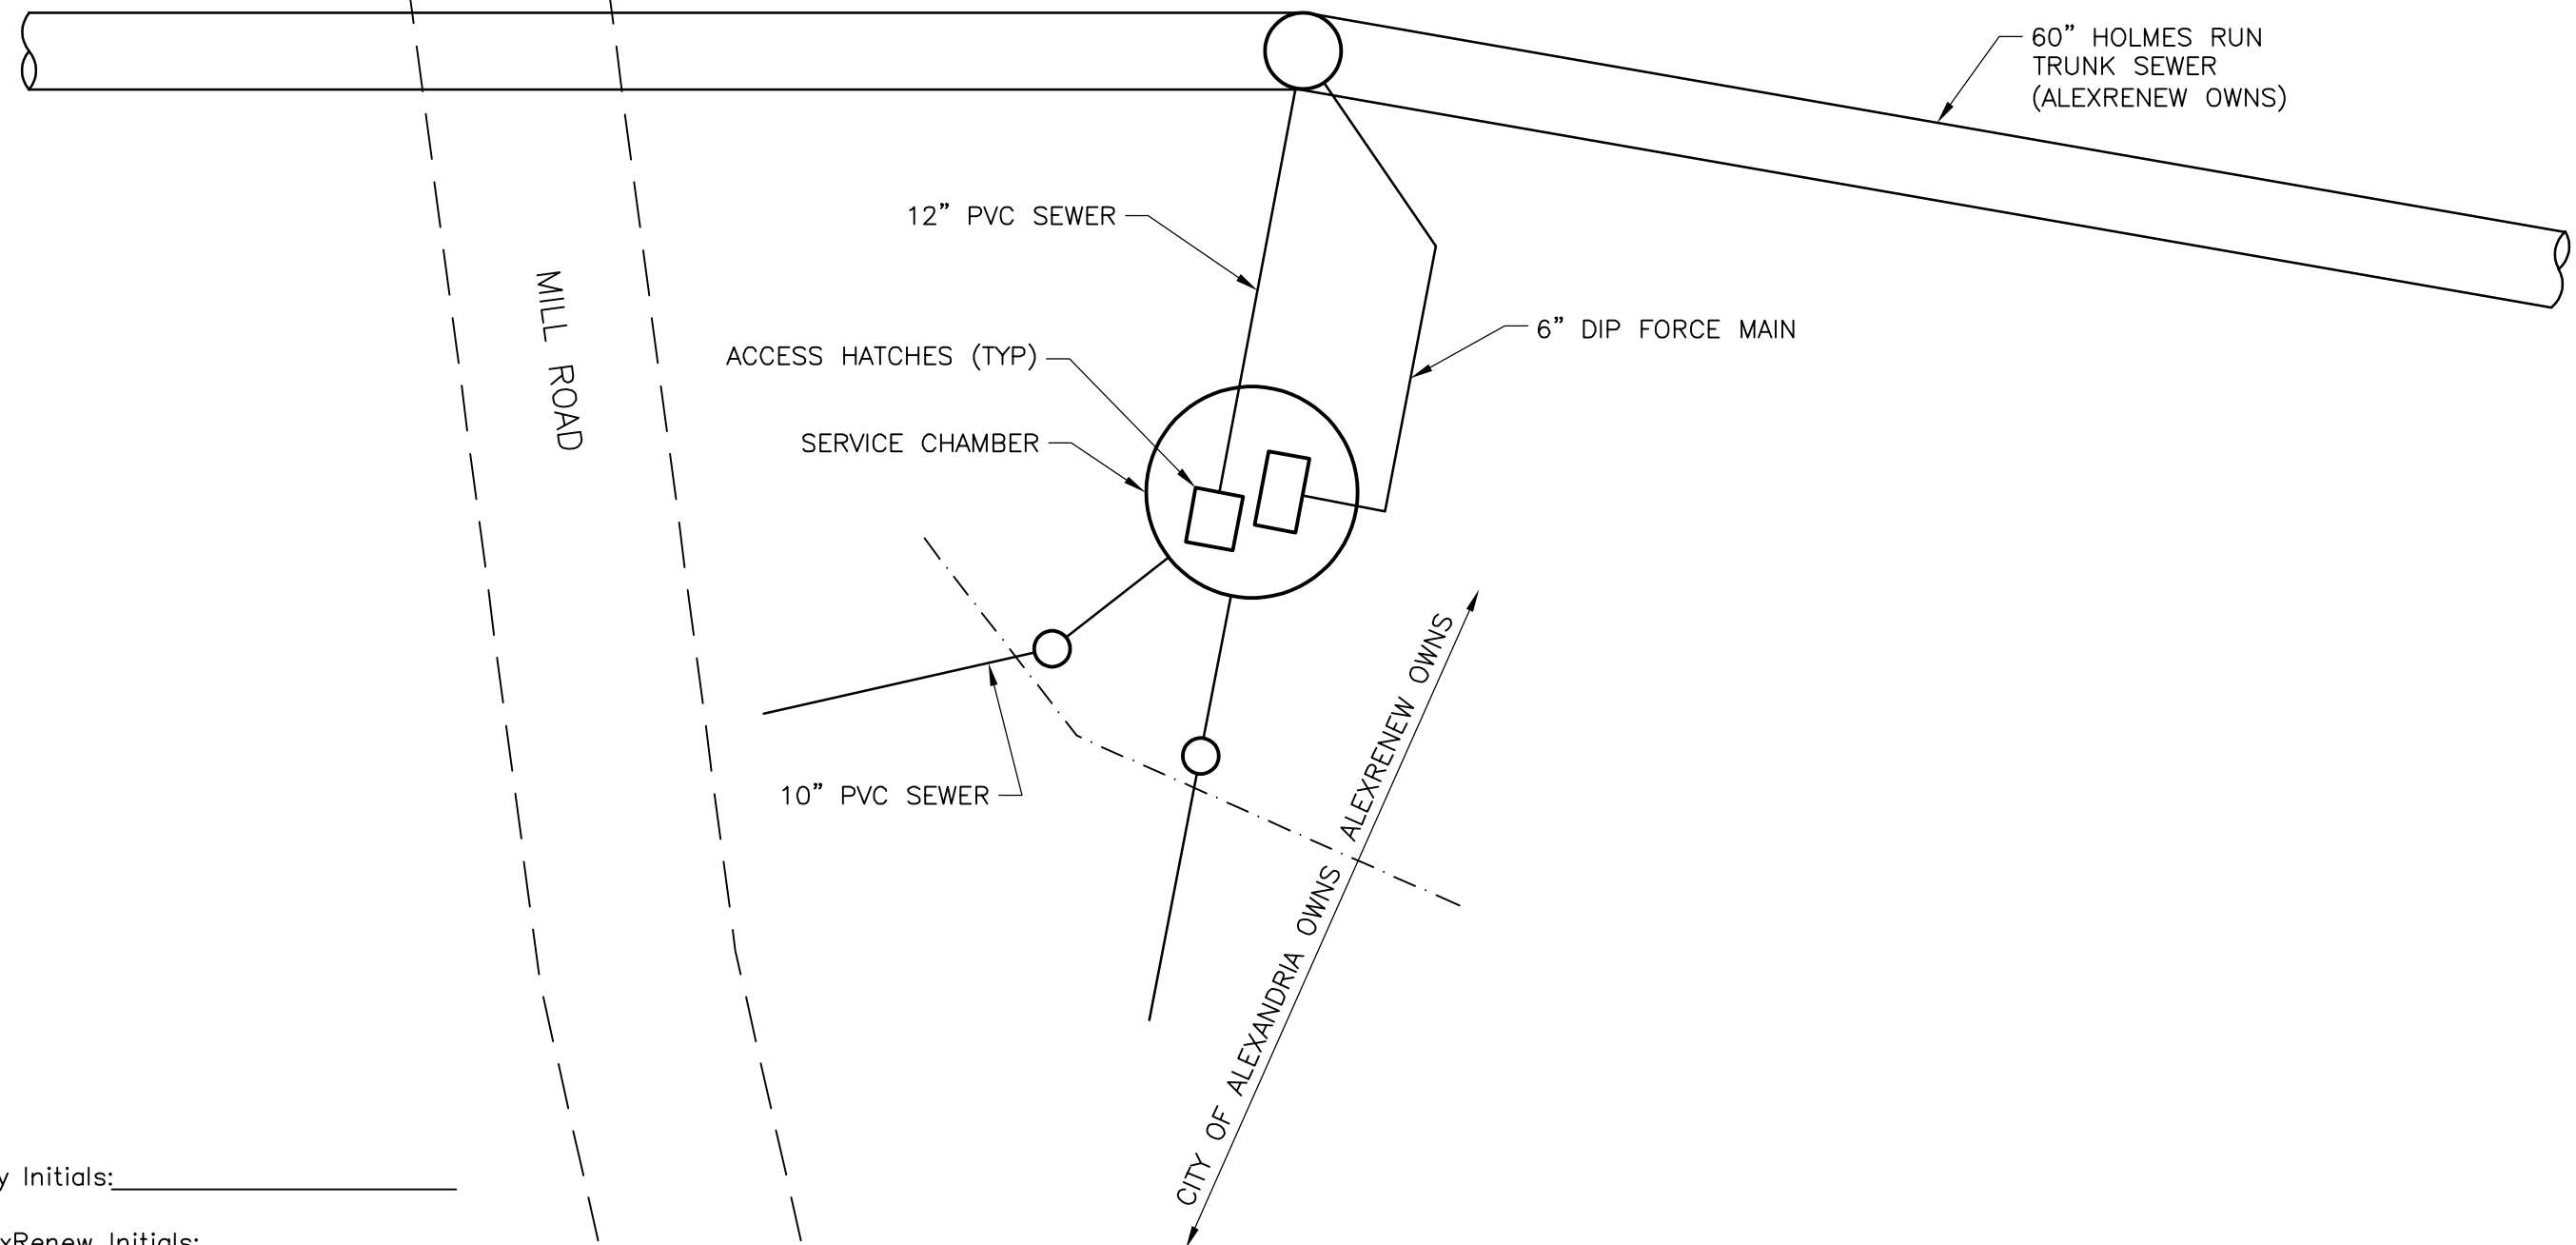 60” HOLMES RUN
TRUNK SEWER
(ALEXRENEW OWNS)
12” PVC SEWER
MILL ROAD
6” DIP FORCE MAIN
ACCESS HATCHES (TYP)
SERVICE CHAMBER
10” PVC SEWER
ALEXRENEW OWNS
CITY OF ALEXANDRIA OWNS
Initials:
Initials: